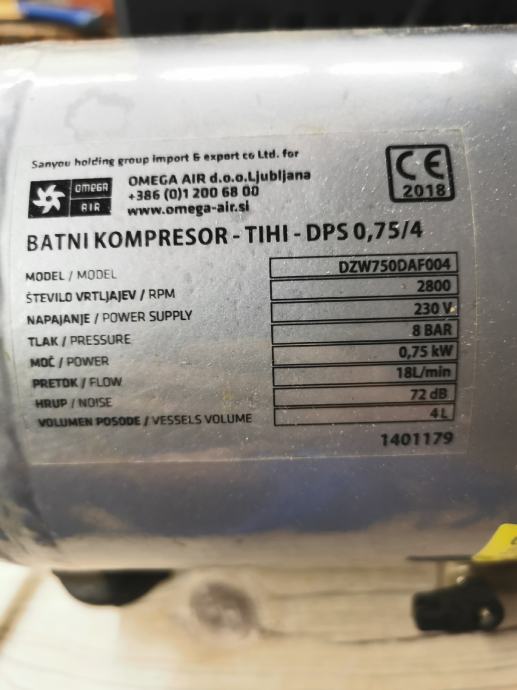 Sanyou holding group import & export co Ltd. for
OMEGA AIR
OMEGA AIR d.o.o.Ljubljana
+386 (0)1 200 68 00
www.omega-air.si
CE
2018
BATNI KOMPRESOR - TIHI - DPS 0,75/4
MODEL / MODEL DZW750DAF004
ŠTEVILO VRTLJAJEV / RPM 2800
NAPAJANJE / POWER SUPPLY 230 V
TLAK / PRESSURE 8 BAR
MOČ / POWER 0,75 kW
PRETOK / FLOW 18L/min
HRUP / NOISE 72 dB
VOLUMEN POSODE / VESSELS VOLUME 4L
1401179